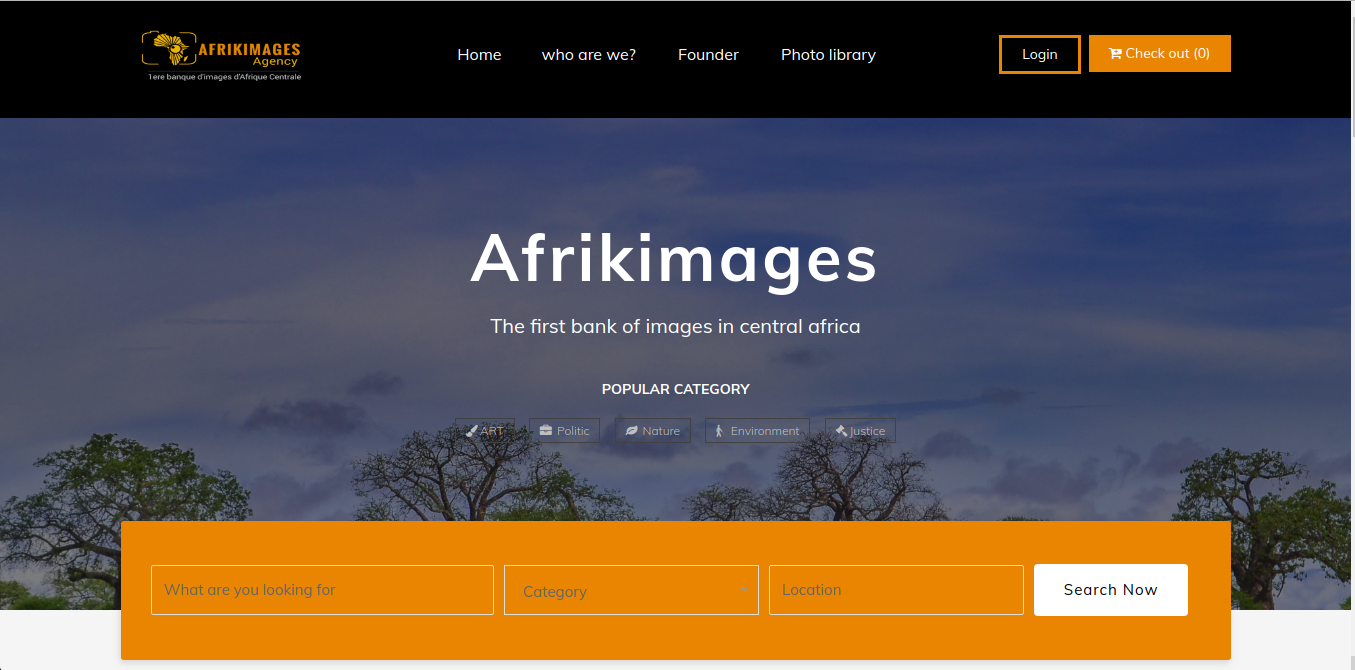 AFRIKIMAGES
Agency
1ere banque d'images d'Afrique Centrale
Home who are we? Founder Photo library
Login Check out (0)
Afrikimages
The first bank of images in central africa
POPULAR CATEGORY
ART Politic Nature Environment Justice
What are you looking for Category Location Search Now